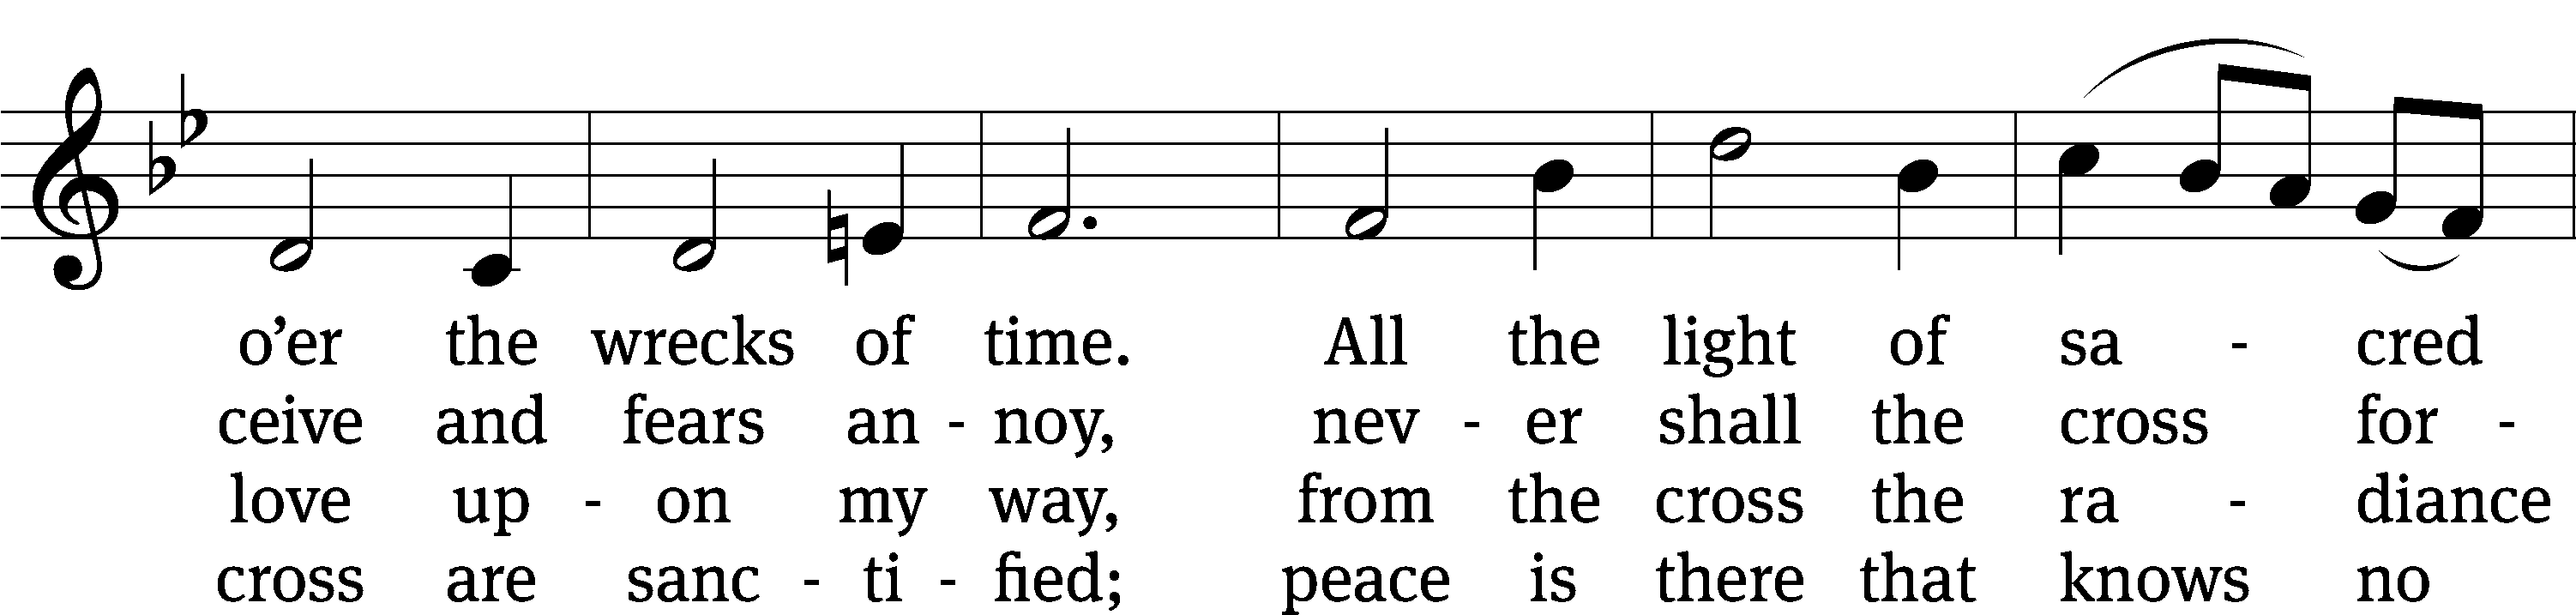 o’er the wrecks of time. All the light of sa - cred
ceive and fears an - noy, nev - er shall the cross for -
love up - on my way, from the cross the ra - diance
cross are sanc - ti - fied; peace is there that knows no